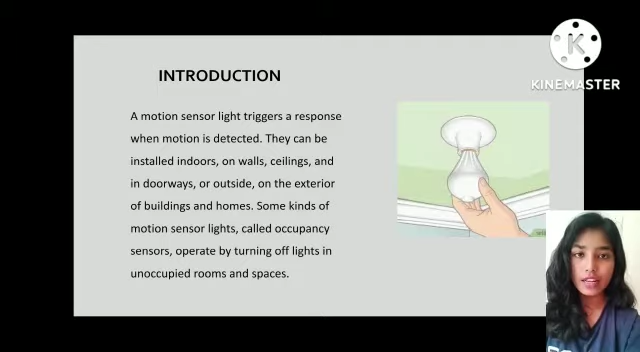 INTRODUCTION
A motion sensor light triggers a response
when motion is detected. They can be
installed indoors, on walls, ceilings, and
in doorways, or outside, on the exterior
of buildings and homes. Some kinds of
motion sensor lights, called occupancy
sensors, operate by turning off lights in
unoccupied rooms and spaces.
K
KINEMASTER